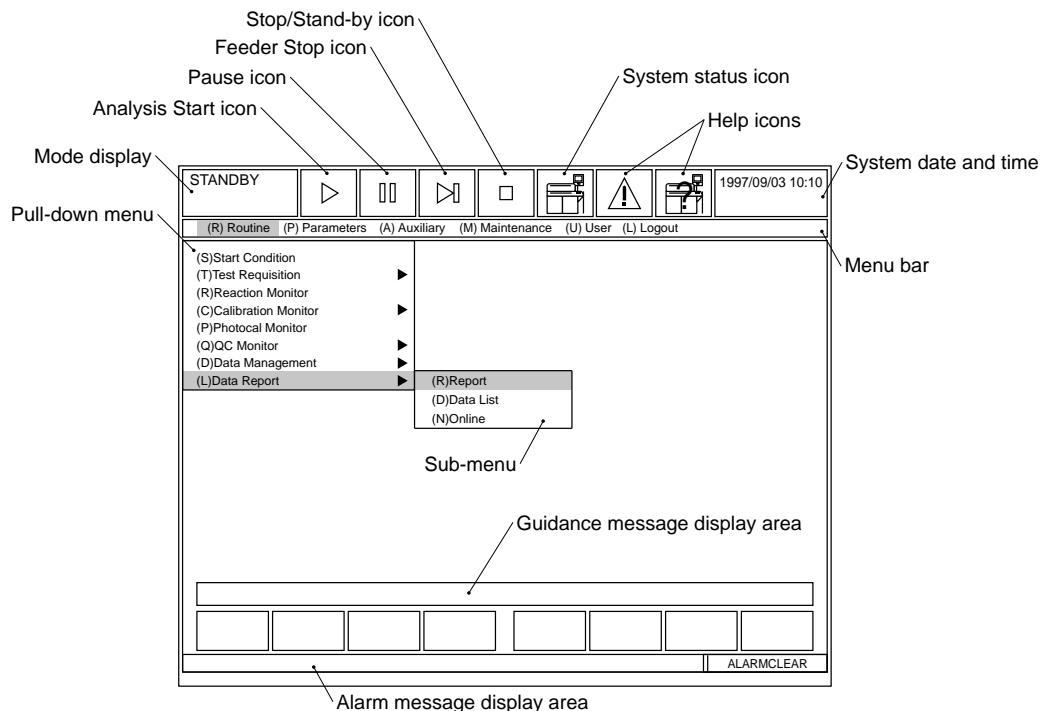 Stop/Stand-by icon
Feeder Stop icon
Pause icon
System status icon
Analysis Start icon
Help icons
Mode display
System date and time
STANDBY
1997/09/03 10:10
Pull-down menu
(R) Routine (P) Parameters (A) Auxiliary (M) Maintenance (U) User (L) Logout
Menu bar
(S)Start Condition
(T)Test Requisition
(R)Reaction Monitor
(C)Calibration Monitor
(P)Photocal Monitor
(Q)QC Monitor
(D)Data Management
(L)Data Report
(R)Report
(D)Data List
(N)Online
Sub-menu
Guidance message display area
ALARMCLEAR
Alarm message display area